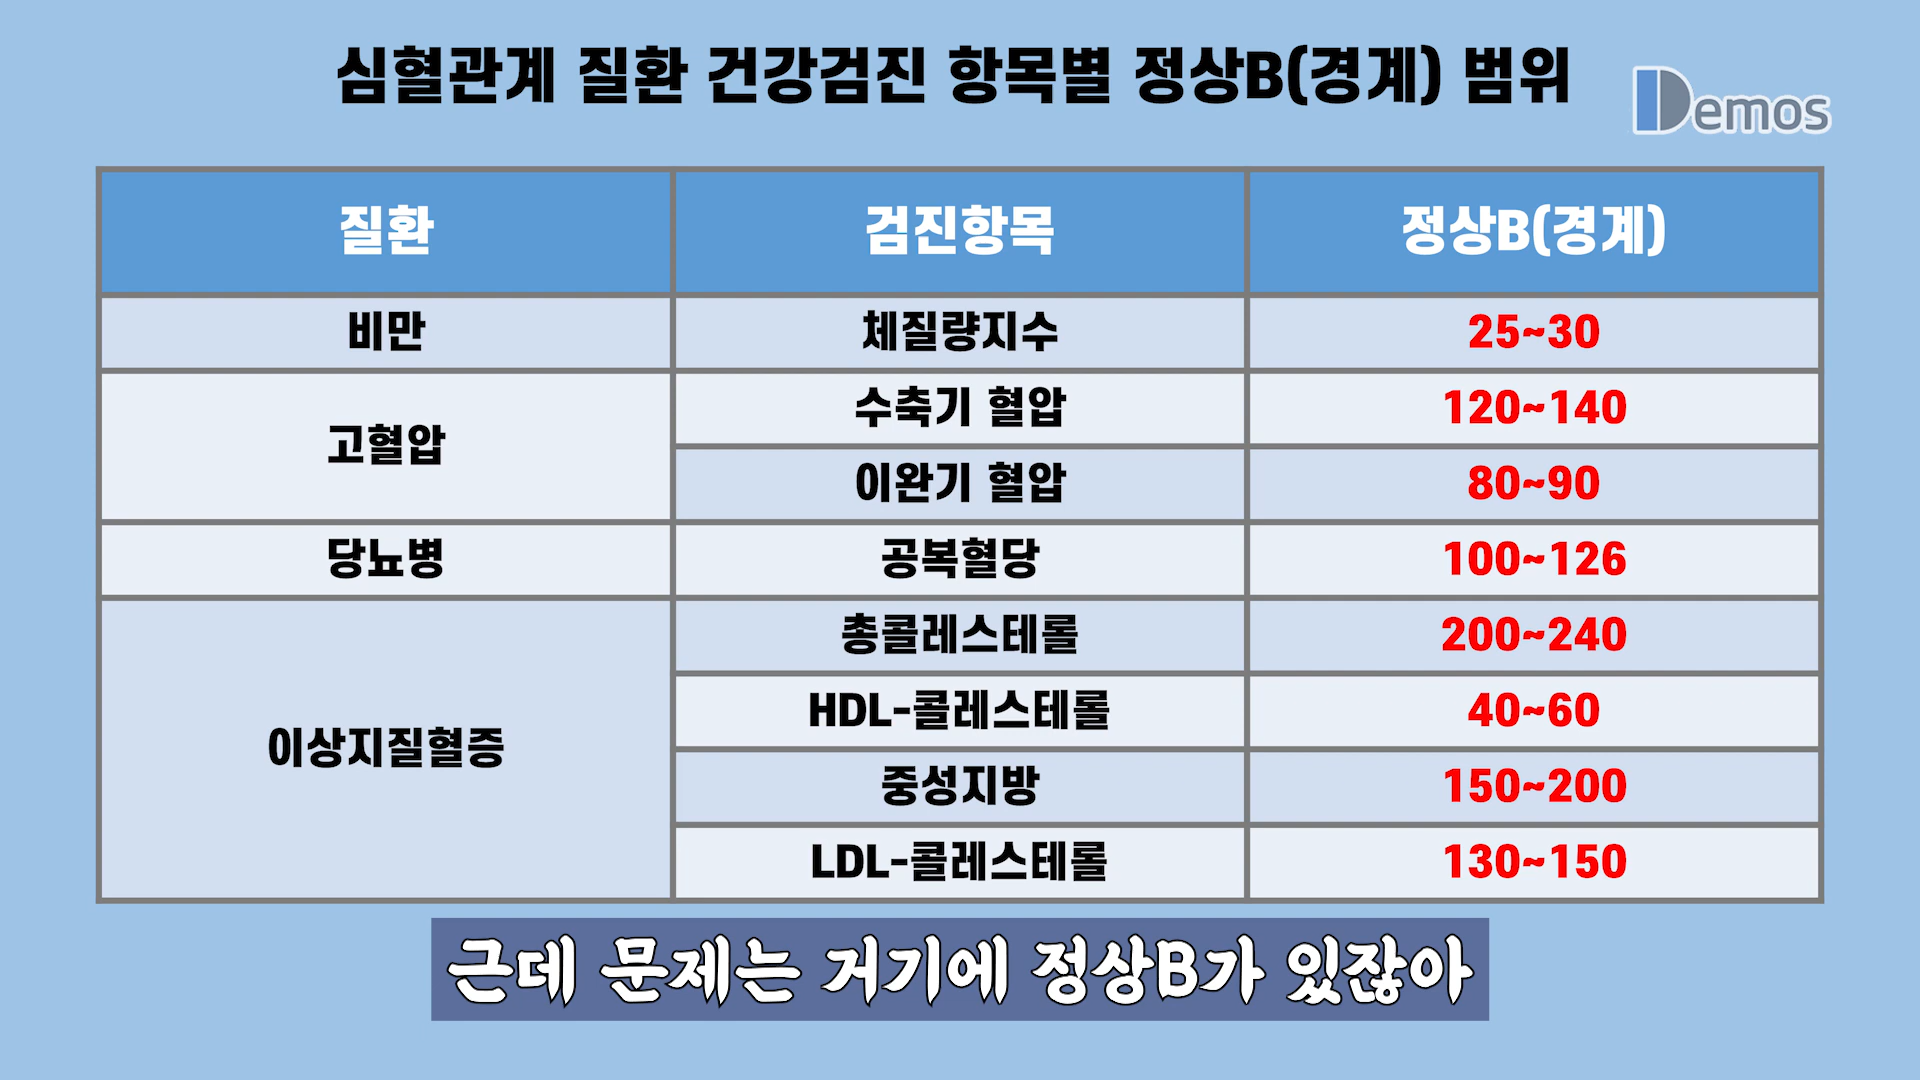 심혈관계 질환 건강검진 항목별 정상B(경계) 범위
Demos
질환 검진항목 정상B(경계)
비만 체질량지수 25~30
고혈압 수축기 혈압 120~140
이완기 혈압 80~90
당뇨병 공복혈당 100~126
이상지질혈증 총콜레스테롤 200~240
HDL-콜레스테롤 40~60
중성지방 150~200
LDL-콜레스테롤 130~150
근데 문제는 거기에 정상B가 있잖아